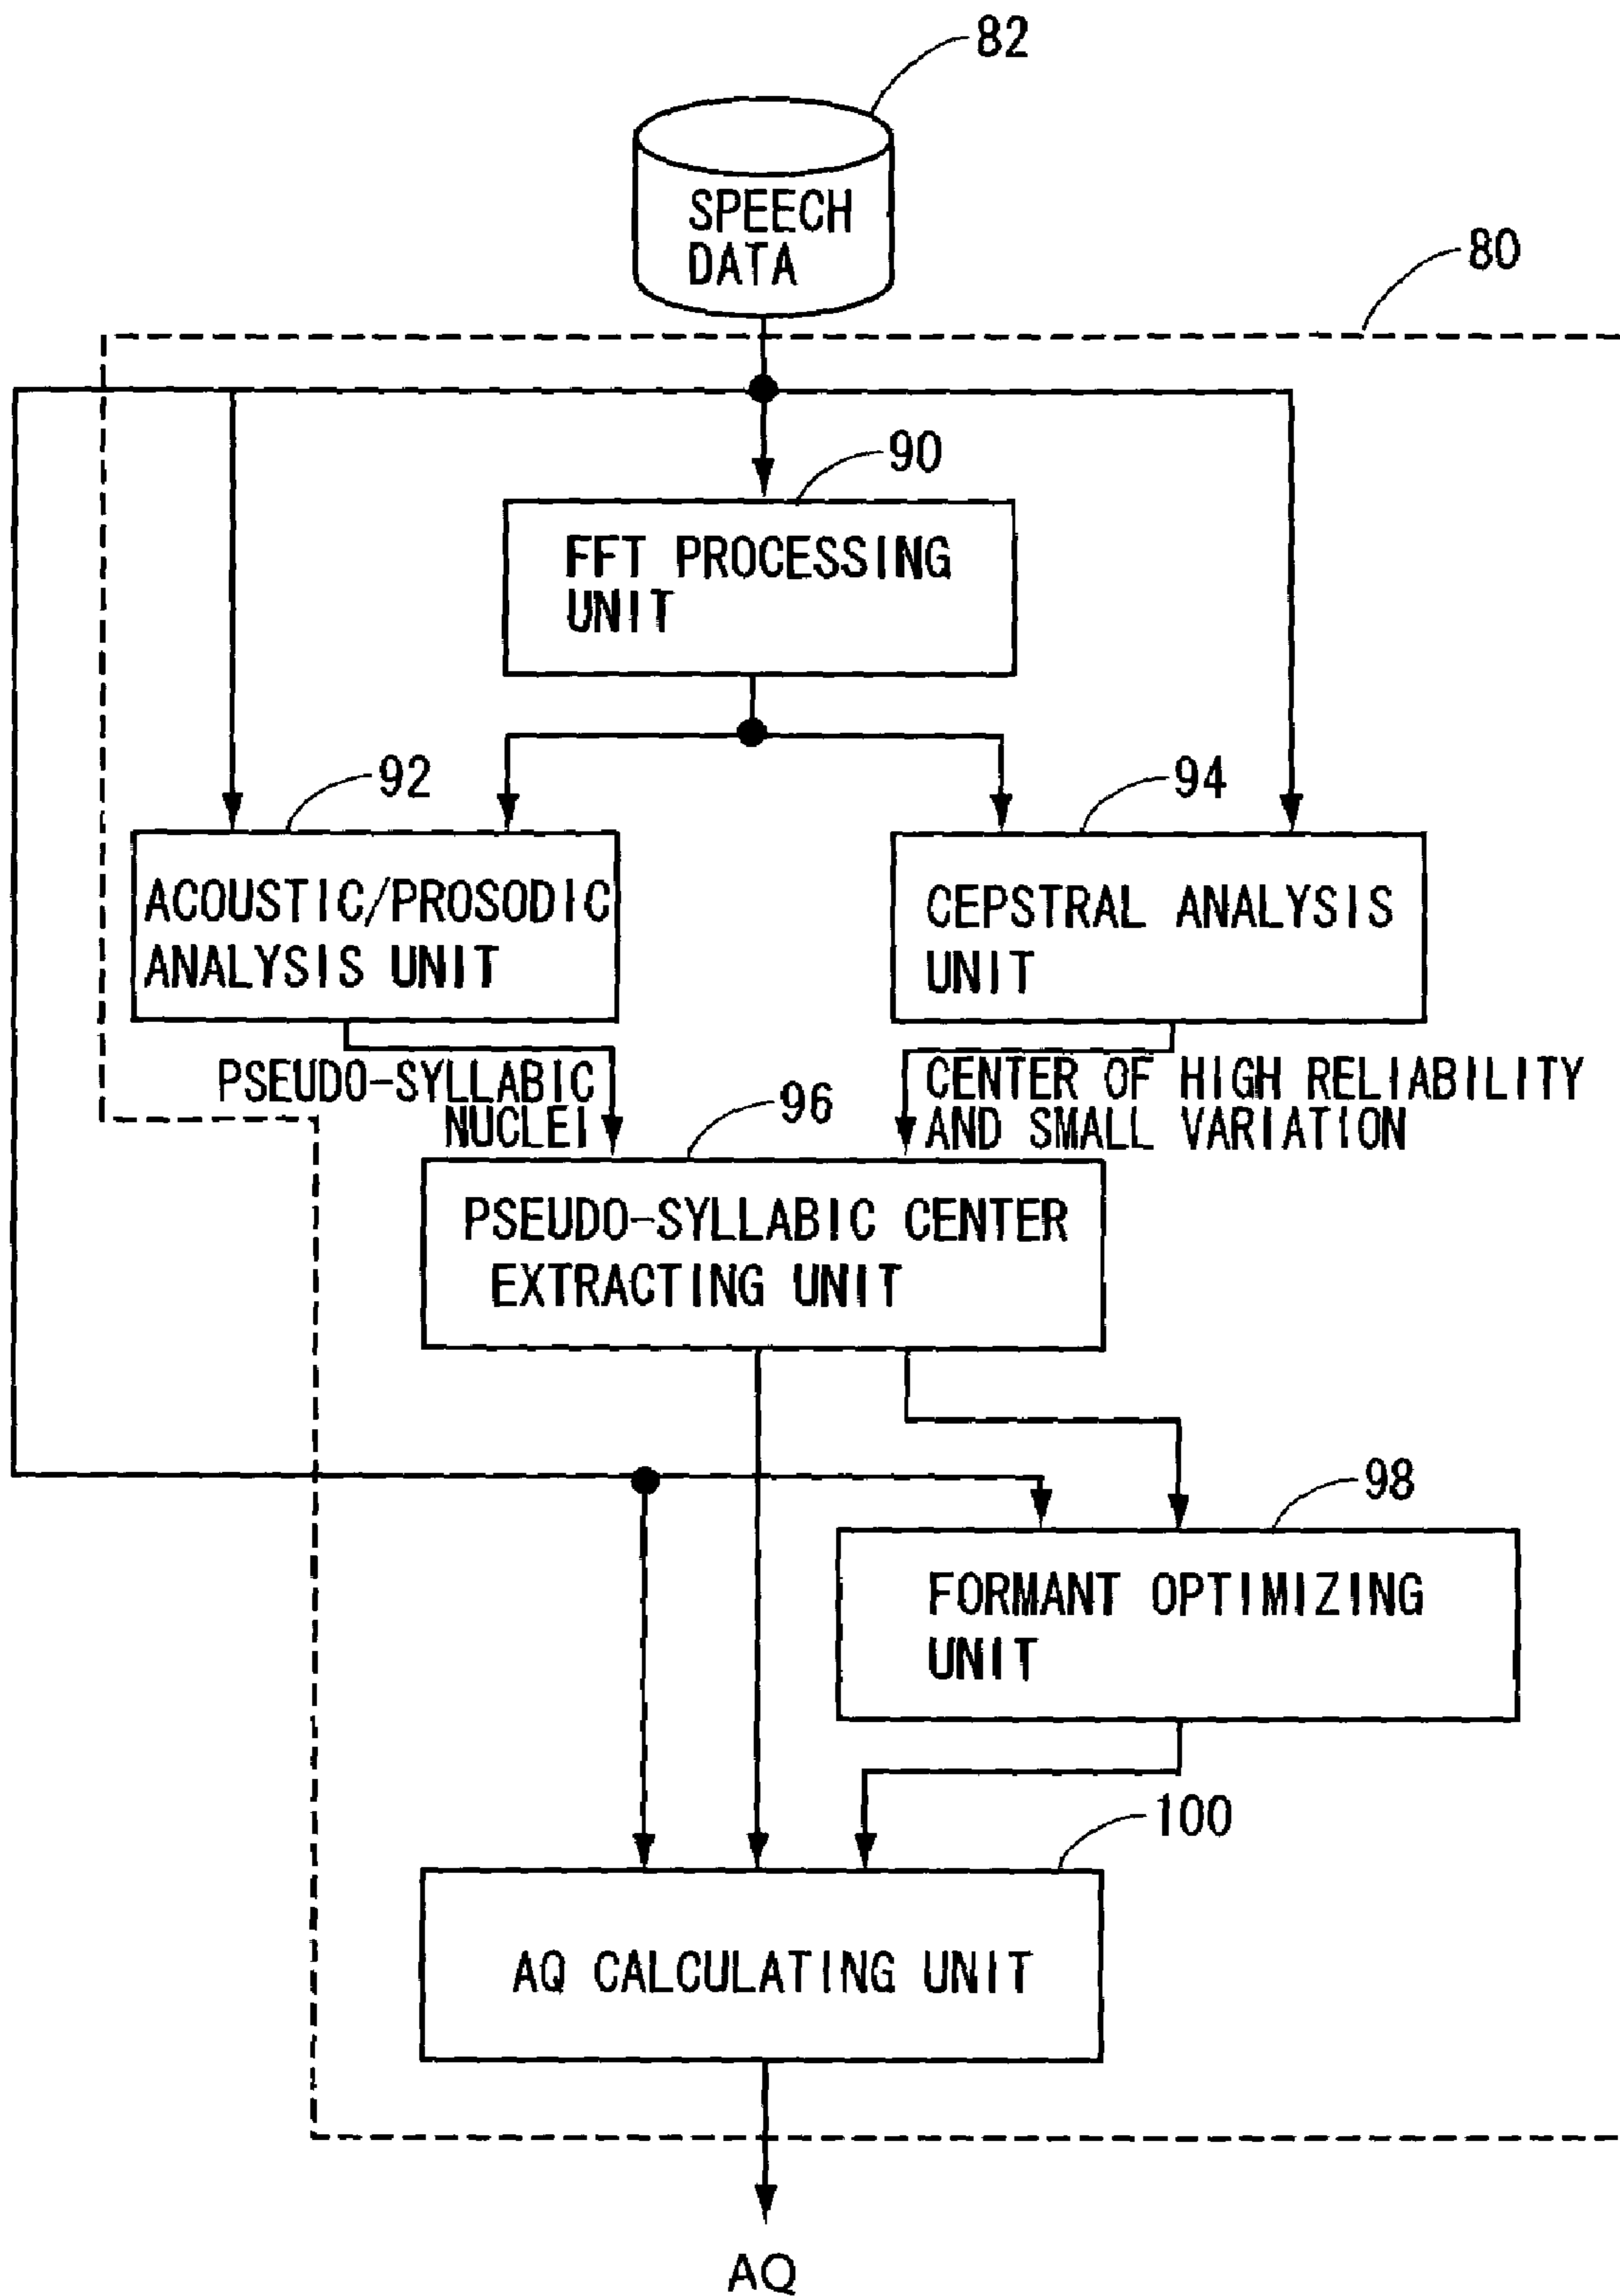 82
SPEECH
DATA
80
90
FFT PROCESSING
UNIT
92
94
ACOUSTIC/PROSODIC
ANALYSIS UNIT
CEPSTRAL ANALYSIS
UNIT
PSEUDO-SYLLABIC
NUCLEI
CENTER OF HIGH RELIABILITY
AND SMALL VARIATION
96
PSEUDO-SYLLABIC CENTER
EXTRACTING UNIT
98
FORMANT OPTIMIZING
UNIT
100
AQ CALCULATING UNIT
AQ